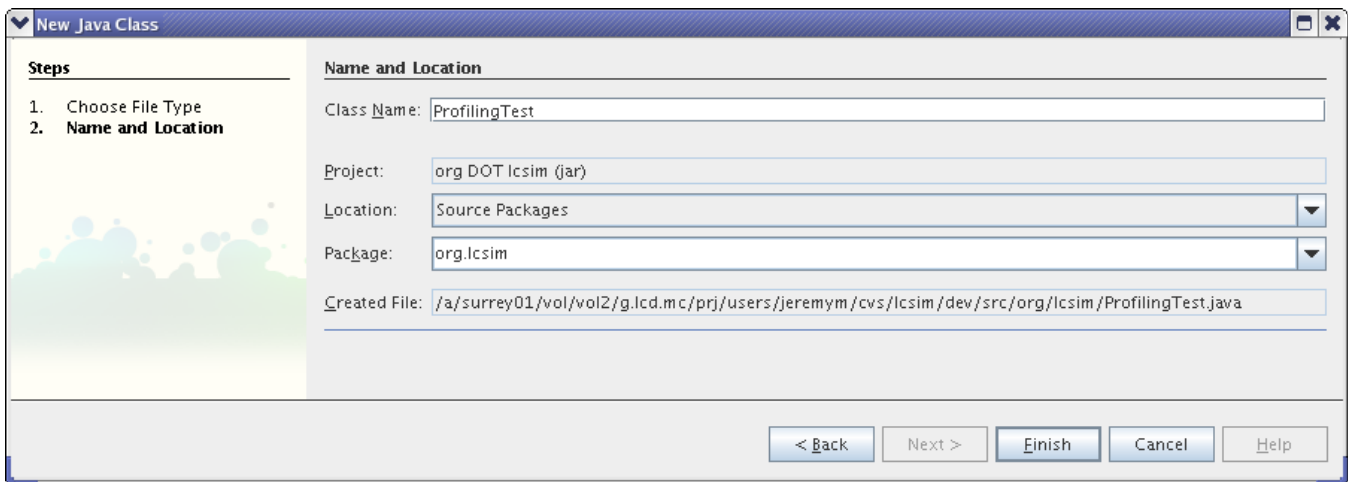 New Java Class
Steps
1. Choose File Type
2. Name and Location
Name and Location
Class Name: ProfilingTest
Project: org DOT lcsim (jar)
Location: Source Packages
Package: org.lcsim
Created File: /a/surrey01/vol/vol2/g.lcd.mc/prj/users/jeremym/cvs/lcsim/dev/src/org/lcsim/ProfilingTest.java
< Back Next > Finish Cancel Help